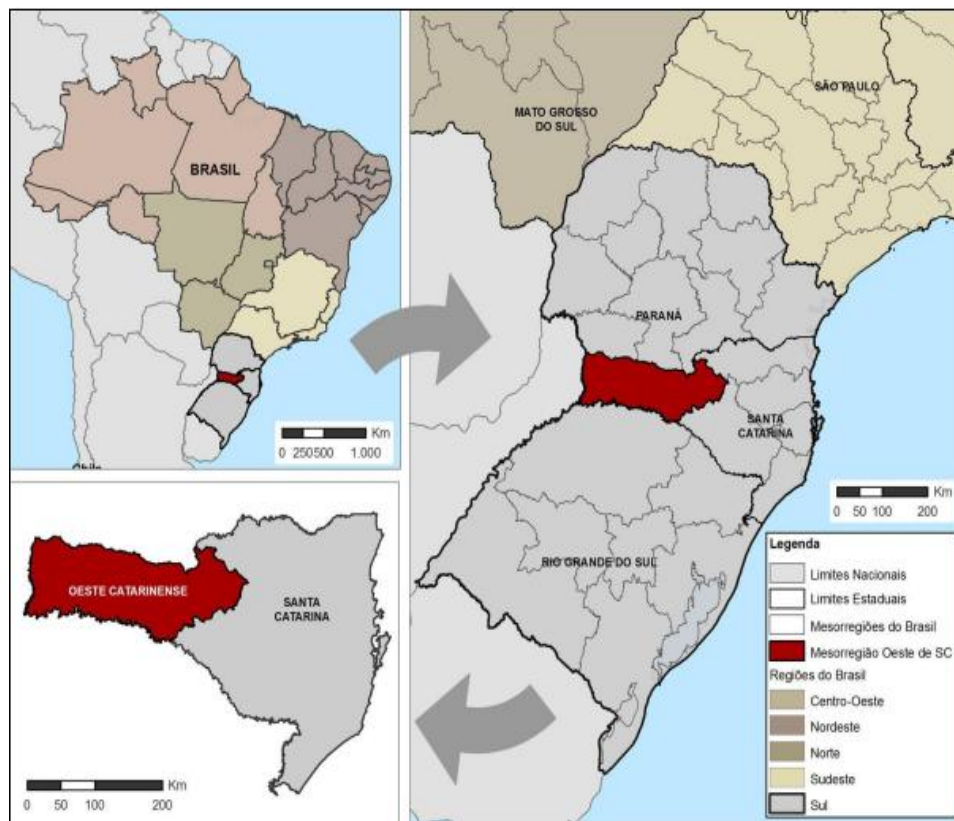 BRASIL
Chile
Km
0 250500 1.000
MATO GROSSO
DO SUL
SÃO PAULO
PARANÁ
SANTA
CATARINA
RIO GRANDE DO SUL
Km
0 50 100 200
OESTE CATARINENSE
SANTA
CATARINA
Km
0 50 100 200
Legenda
Limites Nacionais
Limites Estaduais
Mesorregiões do Brasil
Mesorregião Oeste de SC
Regiões do Brasil
Centro-Oeste
Nordeste
Norte
Sudeste
Sul